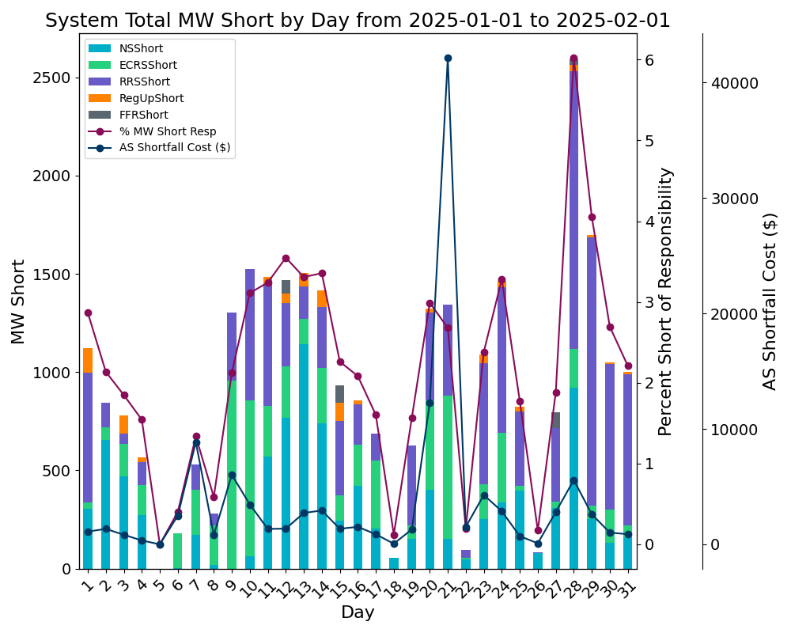 System Total MW Short by Day from 2025-01-01 to 2025-02-01
NSShort
ECRSShort
RRSShort
RegUpShort
FFRShort
% MW Short Resp
AS Shortfall Cost ($)
MW Short
2500
2000
1500
1000
500
0
Percent Short of Responsibility
6
5
4
3
2
1
0
AS Shortfall Cost ($)
40000
30000
20000
10000
0
1 2 3 4 5 6 7 8 9 10 11 12 13 14 15 16 17 18 19 20 21 22 23 24 25 26 27 28 29 30 31
Day